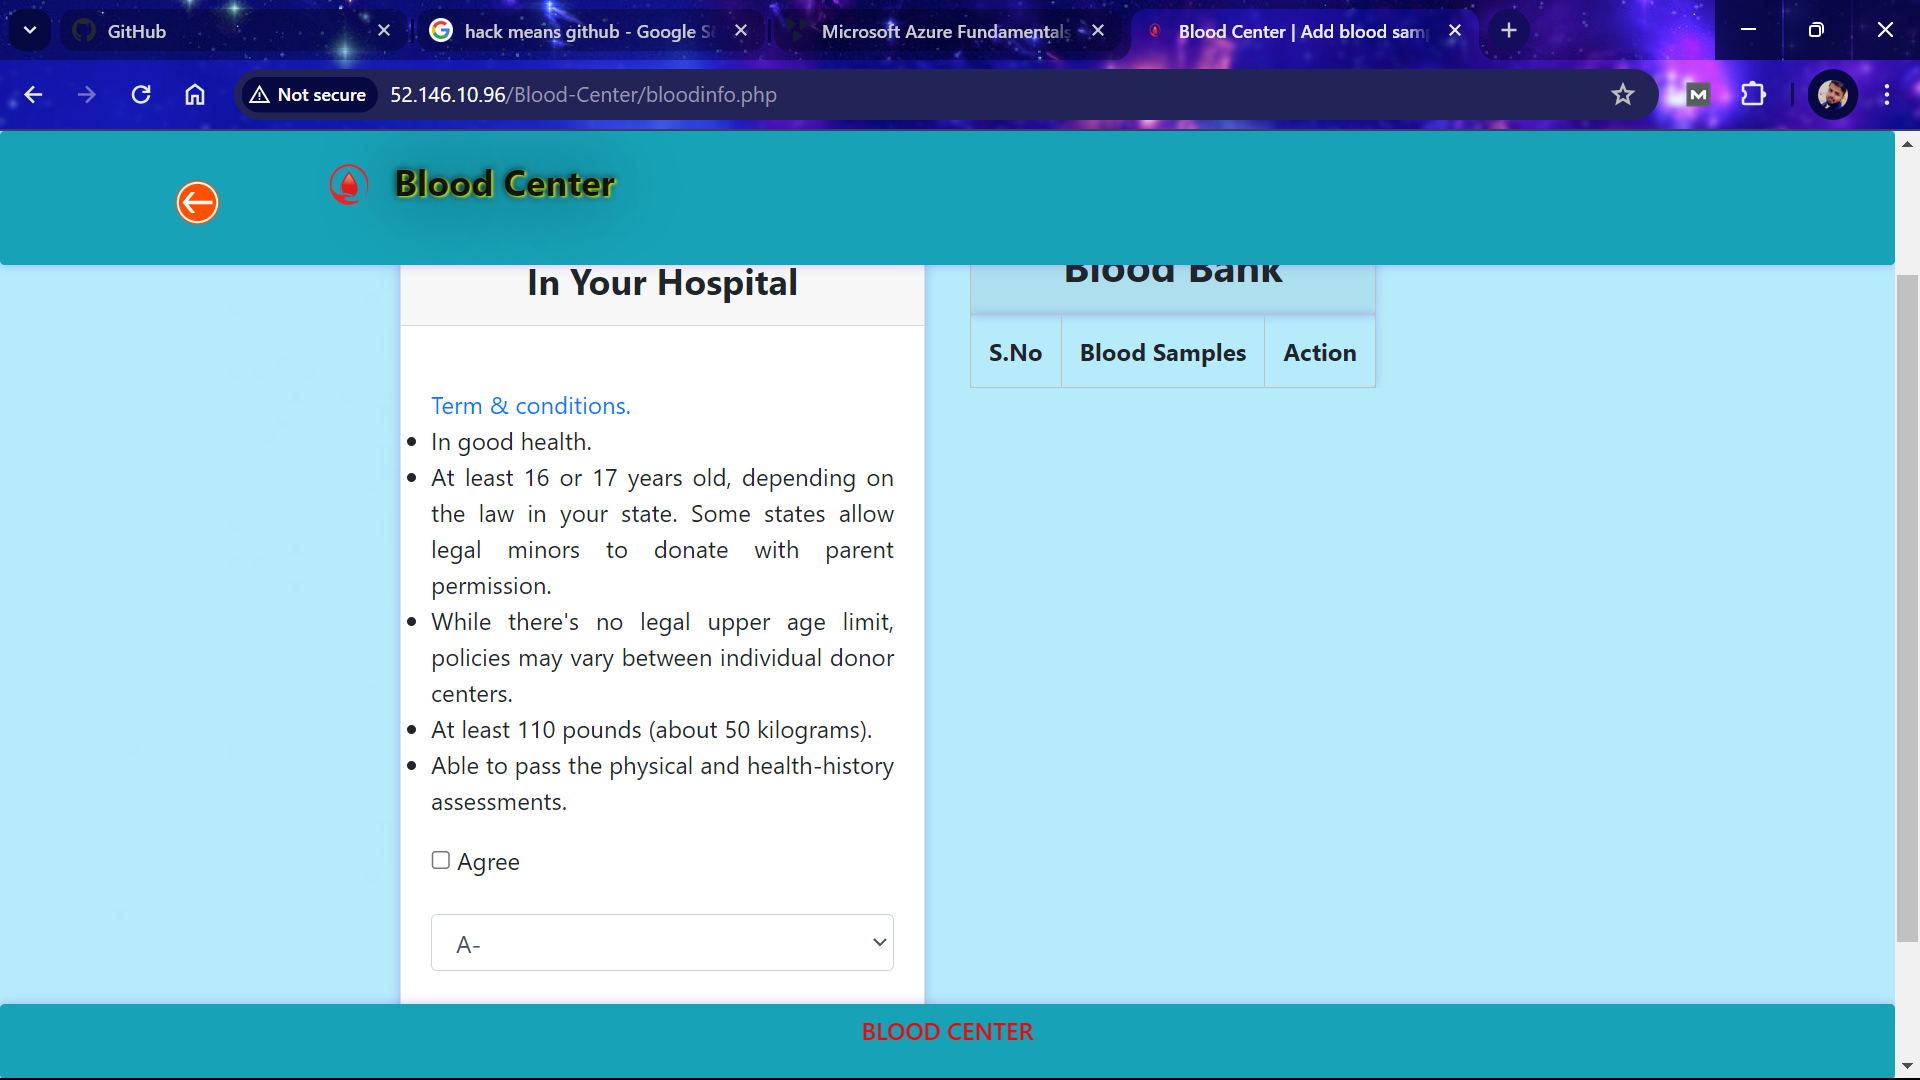 GitHub
hack means github - Google S
Microsoft Azure Fundamentals
Blood Center | Add blood sam
Not secure
52.146.10.96/Blood-Center/bloodinfo.php
M
Blood Center
In Your Hospital
Blood Bank
S.No Blood Samples Action
Term & conditions.
In good health.
At least 16 or 17 years old, depending on
the law in your state. Some states allow
legal minors to donate with parent
permission.
While there's no legal upper age limit,
policies may vary between individual donor
centers.
At least 110 pounds (about 50 kilograms).
Able to pass the physical and health-history
assessments.
Agree
A-
BLOOD CENTER